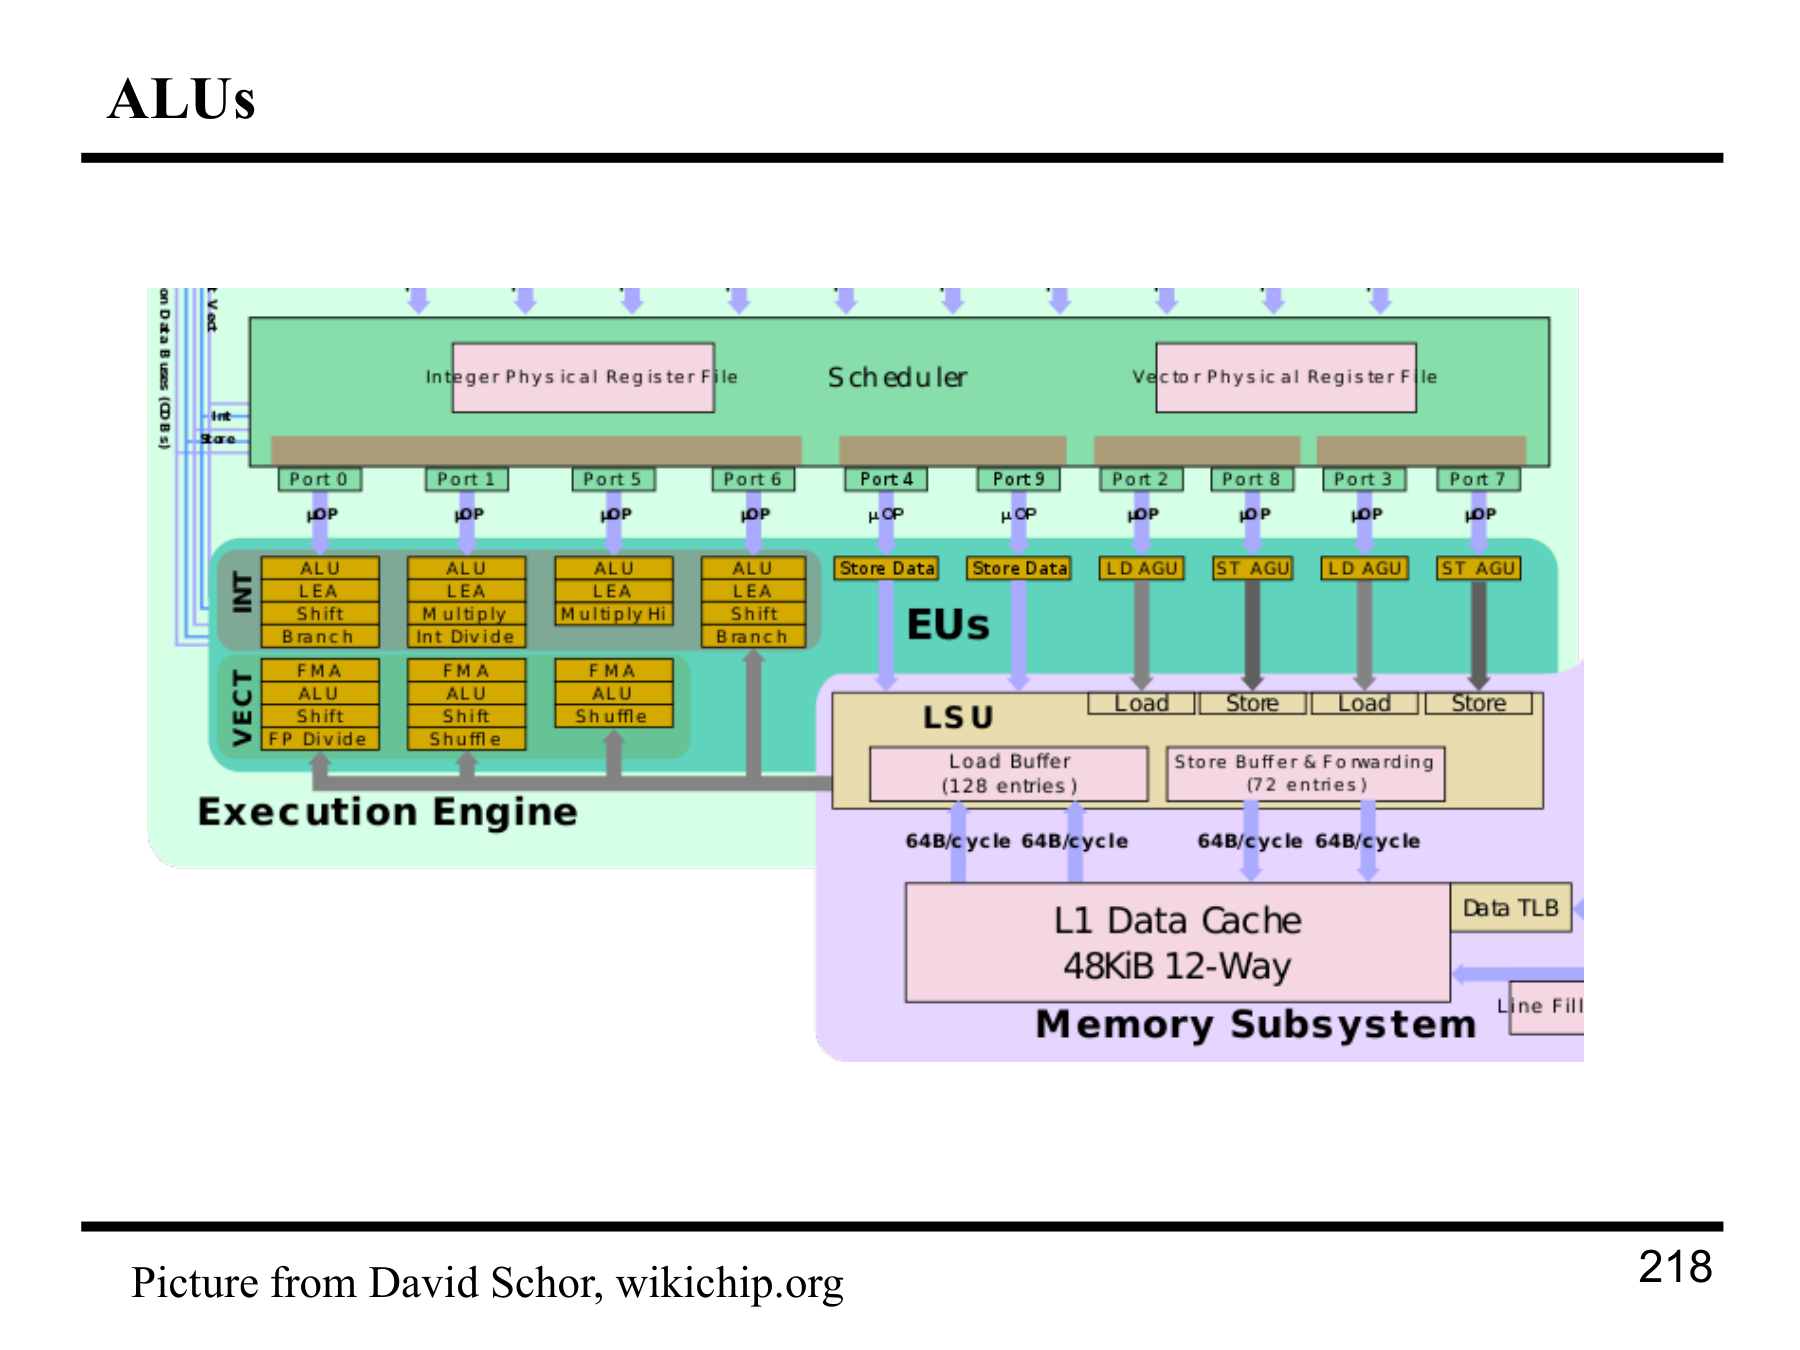 ALUs
on Data Buses (CDBs)
t Vect
Int
Store
Integer Physical Register File
Scheduler
Vector Physical Register File
Port 0
Port 1
Port 5
Port 6
Port 4
Port 9
Port 2
Port 8
Port 3
Port 7
µOP
µOP
µOP
µOP
µOP
µOP
µOP
µOP
µOP
µOP
INT
ALU
LEA
Shift
Branch
ALU
LEA
Multiply
Int Divide
ALU
LEA
Multiply Hi
ALU
LEA
Shift
Branch
Store Data
Store Data
LD AGU
ST AGU
LD AGU
ST AGU
EUs
VECT
FMA
ALU
Shift
FP Divide
FMA
ALU
Shift
Shuffle
FMA
ALU
Shuffle
LSU
Load
Store
Load
Store
Load Buffer
(128 entries)
Store Buffer & Forwarding
(72 entries)
Execution Engine
64B/cycle
64B/cycle
64B/cycle
64B/cycle
L1 Data Cache
48KiB 12-Way
Data TLB
Line Fill
Memory Subsystem
Picture from David Schor, wikichip.org
218